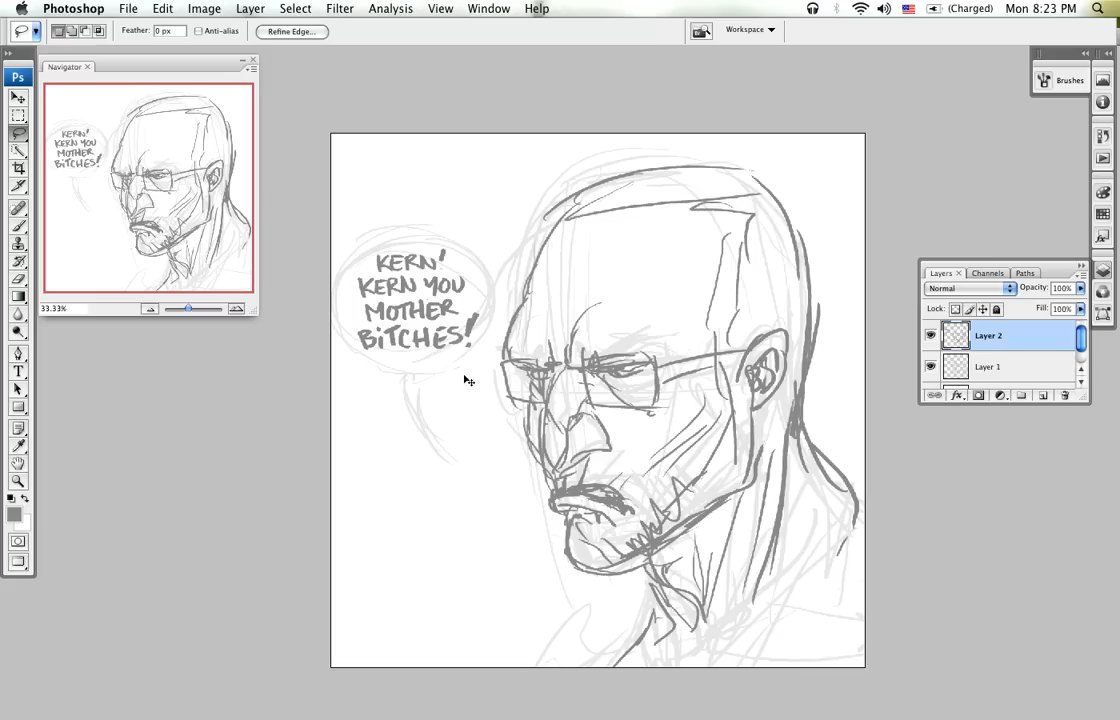 Photoshop File Edit Image Layer Select Filter Analysis View Window Help (Charged) Mon 8:23 PM
Feather: 0 px Anti-alias Refine Edge... Workspace
Navigator
KERN!
KERN YOU
MOTHER
BiTCHES!
33.33%
Ps
Brushes
KERN!
KERN YOU
MOTHER
BiTCHES!
Layers Channels Paths
Normal Opacity: 100%
Lock: Fill: 100%
Layer 2
Layer 1
fx